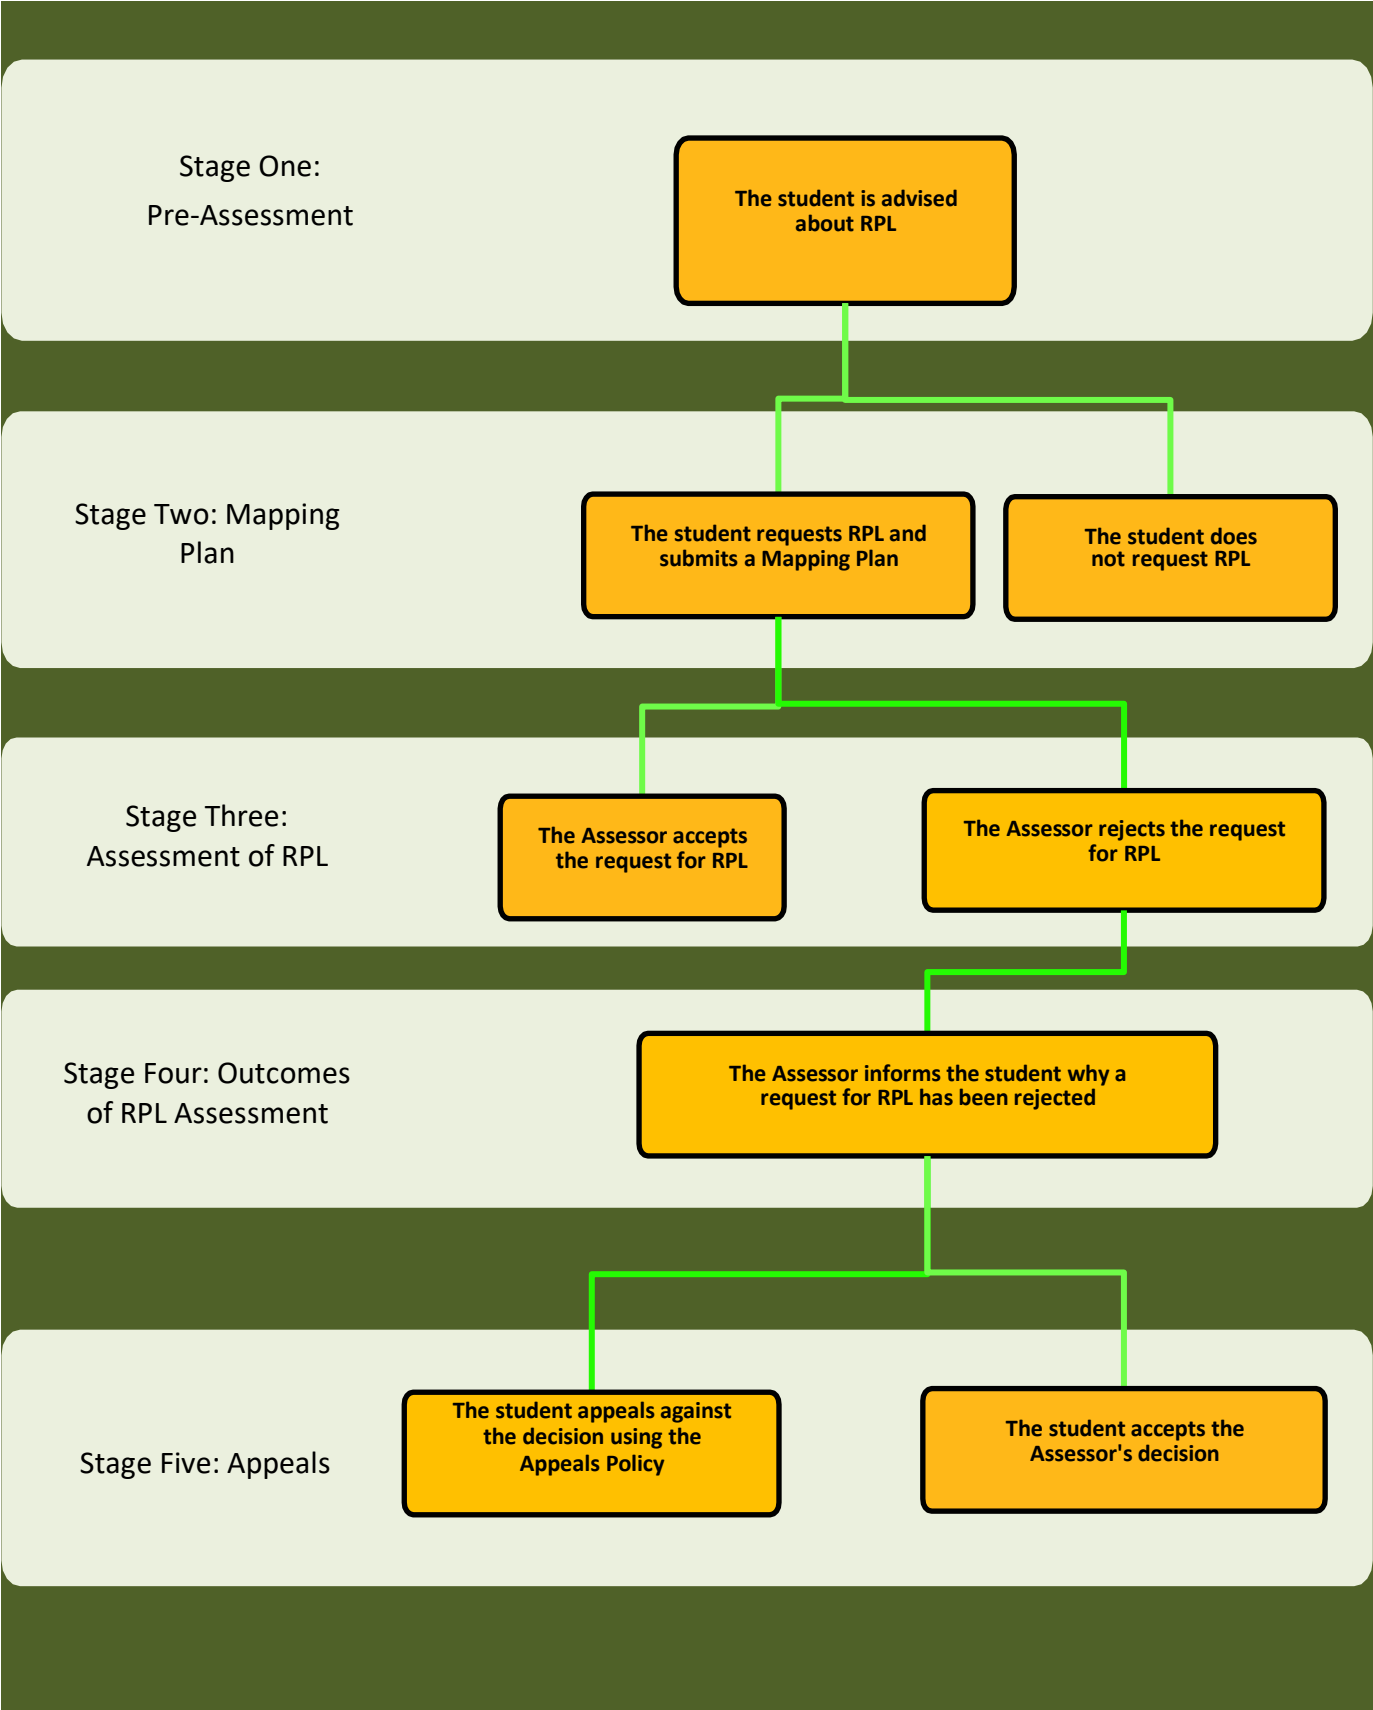 Stage One:
Pre-Assessment
The student is advised
about RPL
Stage Two: Mapping
Plan
The student requests RPL and
submits a Mapping Plan
The student does
not request RPL
Stage Three:
Assessment of RPL
The Assessor accepts
the request for RPL
The Assessor rejects the request
for RPL
Stage Four: Outcomes
of RPL Assessment
The Assessor informs the student why a
request for RPL has been rejected
Stage Five: Appeals
The student appeals against
the decision using the
Appeals Policy
The student accepts the
Assessor's decision